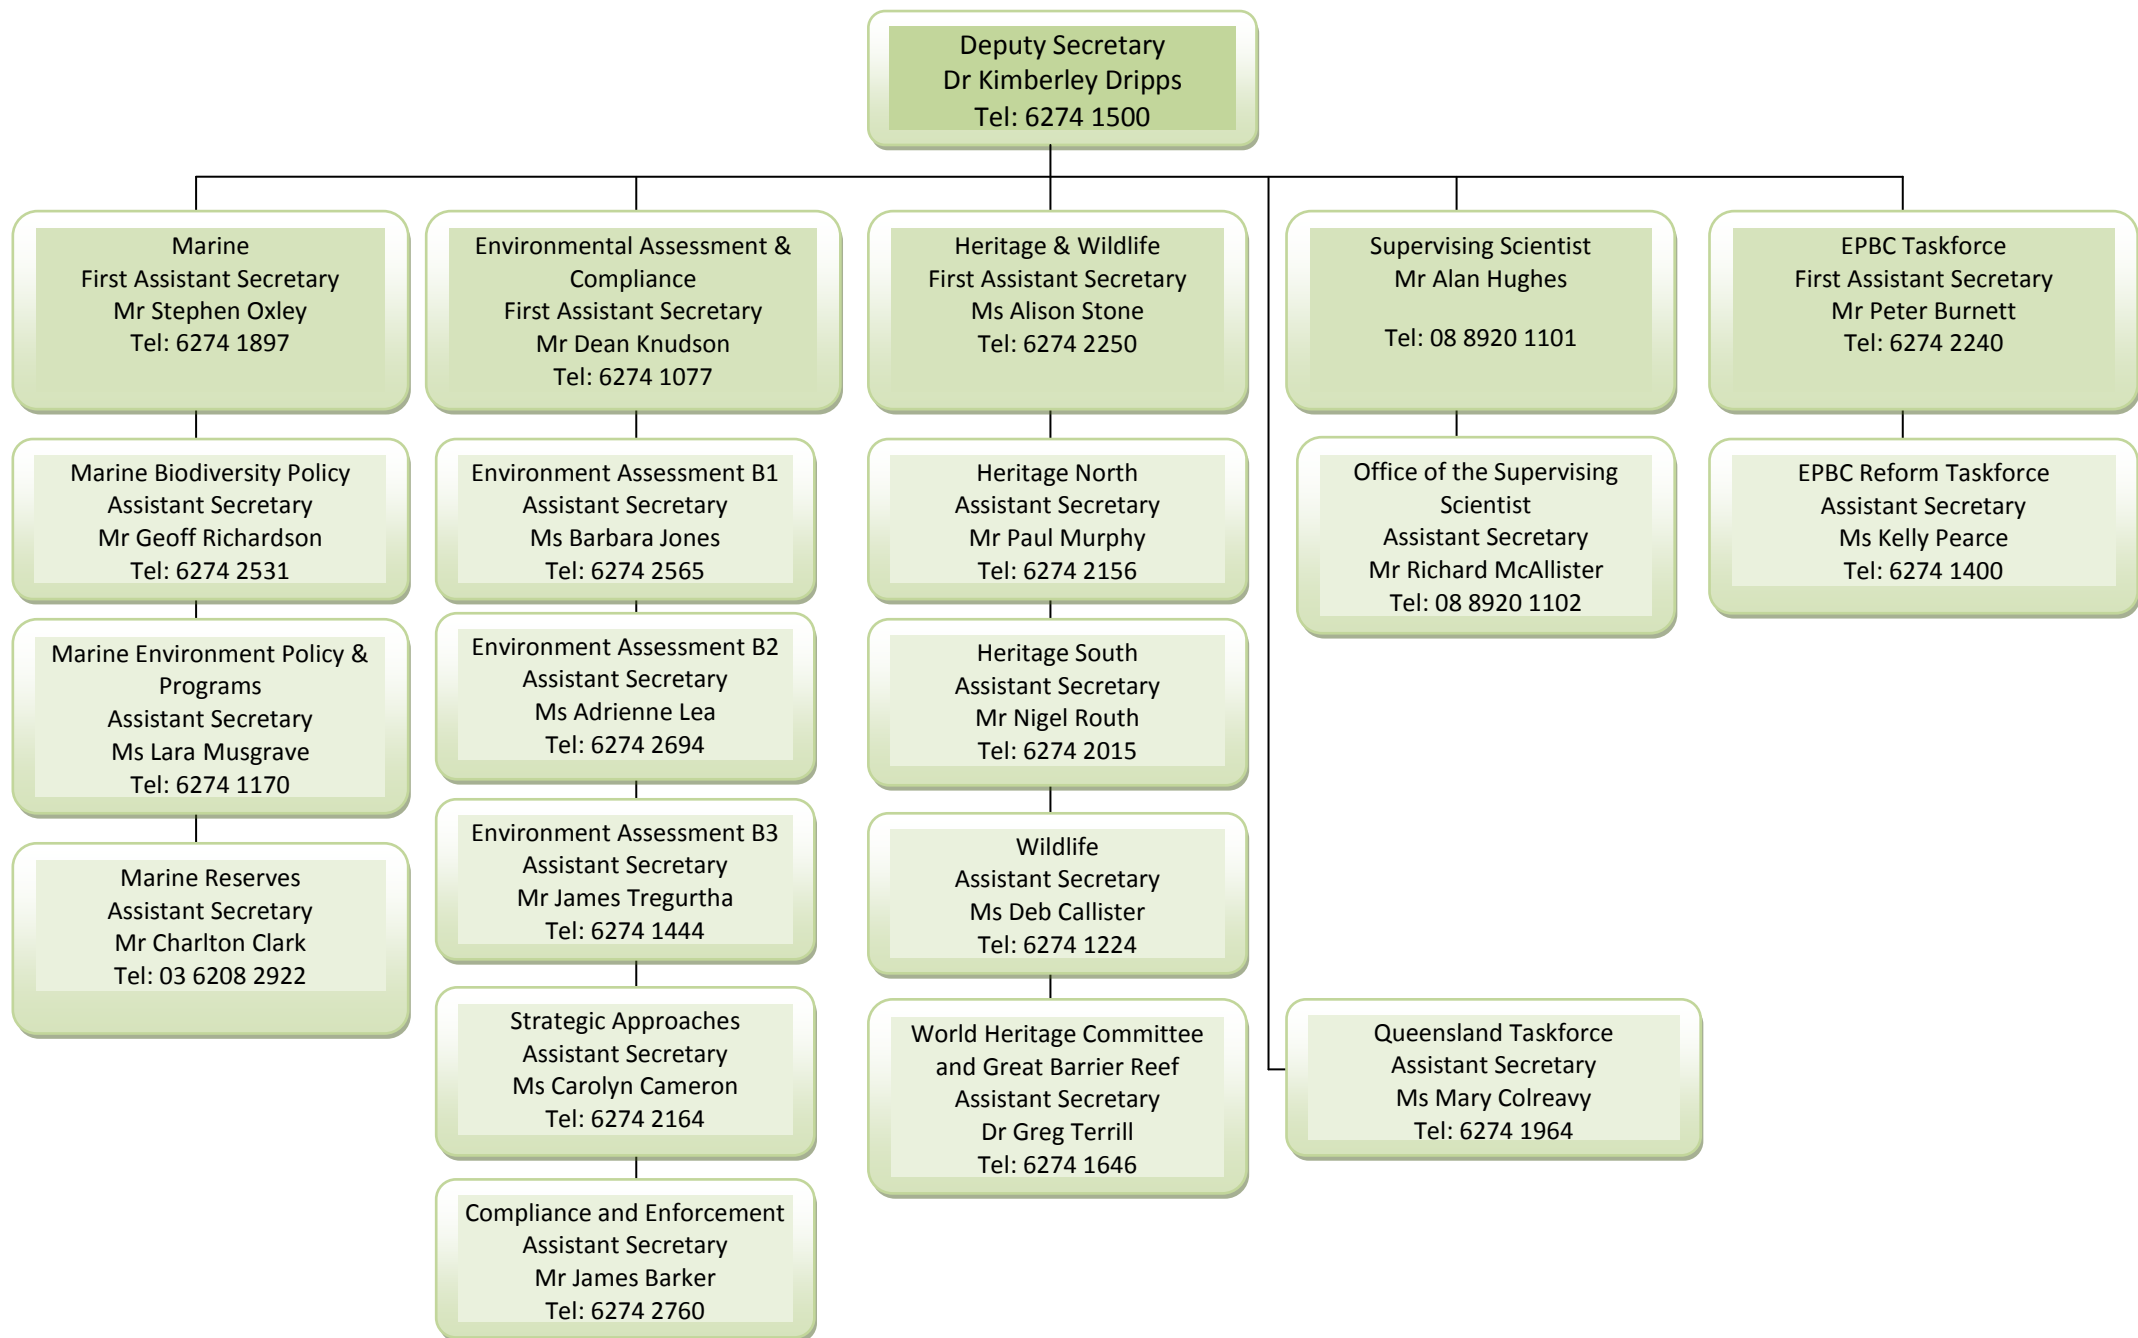 Deputy Secretary
Dr Kimberley Dripps
Tel: 6274 1500
Marine
First Assistant Secretary
Mr Stephen Oxley
Tel: 6274 1897
Environmental Assessment &
Compliance
First Assistant Secretary
Mr Dean Knudson
Tel: 6274 1077
Heritage & Wildlife
First Assistant Secretary
Ms Alison Stone
Tel: 6274 2250
Supervising Scientist
Mr Alan Hughes
Tel: 08 8920 1101
EPBC Taskforce
First Assistant Secretary
Mr Peter Burnett
Tel: 6274 2240
Marine Biodiversity Policy
Assistant Secretary
Mr Geoff Richardson
Tel: 6274 2531
Marine Environment Policy &
Programs
Assistant Secretary
Ms Lara Musgrave
Tel: 6274 1170
Marine Reserves
Assistant Secretary
Mr Charlton Clark
Tel: 03 6208 2922
Environment Assessment B1
Assistant Secretary
Ms Barbara Jones
Tel: 6274 2565
Environment Assessment B2
Assistant Secretary
Ms Adrienne Lea
Tel: 6274 2694
Environment Assessment B3
Assistant Secretary
Mr James Tregurtha
Tel: 6274 1444
Strategic Approaches
Assistant Secretary
Ms Carolyn Cameron
Tel: 6274 2164
Compliance and Enforcement
Assistant Secretary
Mr James Barker
Tel: 6274 2760
Heritage North
Assistant Secretary
Mr Paul Murphy
Tel: 6274 2156
Heritage South
Assistant Secretary
Mr Nigel Routh
Tel: 6274 2015
Wildlife
Assistant Secretary
Ms Deb Callister
Tel: 6274 1224
World Heritage Committee
and Great Barrier Reef
Assistant Secretary
Dr Greg Terrill
Tel: 6274 1646
Office of the Supervising
Scientist
Assistant Secretary
Mr Richard McAllister
Tel: 08 8920 1102
Queensland Taskforce
Assistant Secretary
Ms Mary Colreavy
Tel: 6274 1964
EPBC Reform Taskforce
Assistant Secretary
Ms Kelly Pearce
Tel: 6274 1400